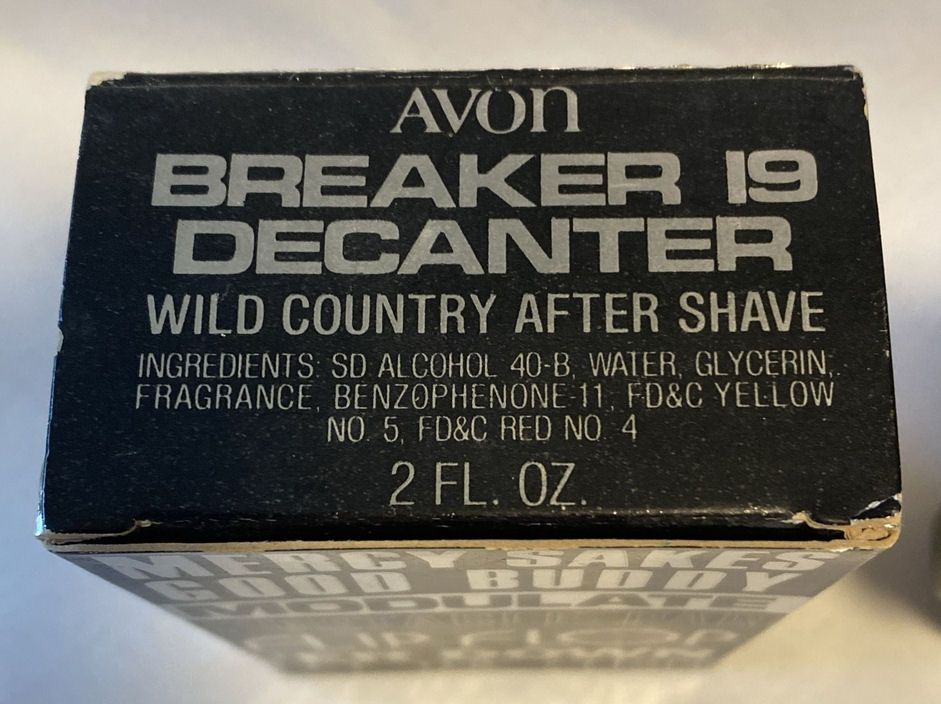 AVON
BREAKER 19
DECANTER
WILD COUNTRY AFTER SHAVE
INGREDIENTS: SD ALCOHOL 40-B, WATER, GLYCERIN,
FRAGRANCE, BENZOPHENONE-11, FD&C YELLOW
NO. 5, FD&C RED NO. 4
2 FL. OZ.
MERCY SAKES
GOOD BUDDY
MODULATE